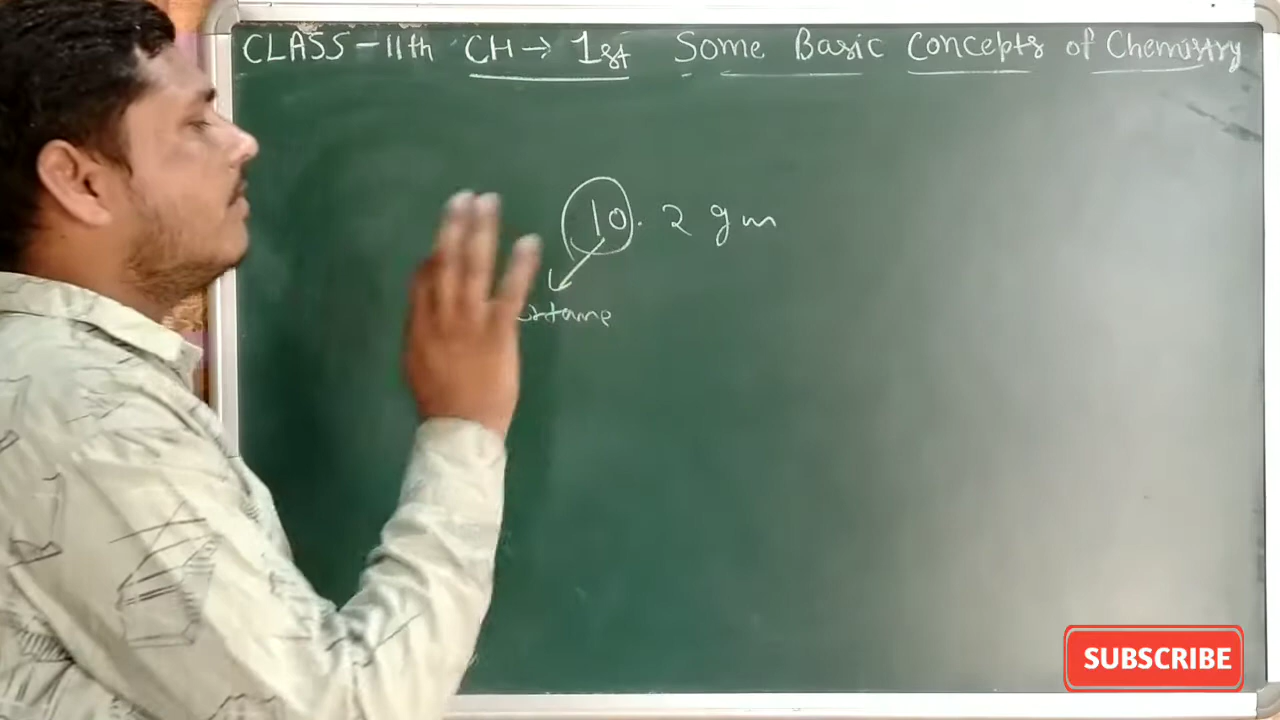 CLASS-11th CH→ 1st Some Basic Concepts of Chemistry
10.2 gm
SUBSCRIBE